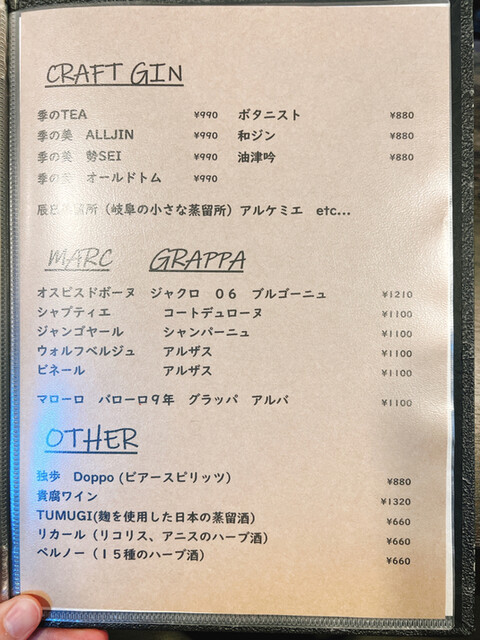 CRAFT GIN
季のTEA ¥990 ボタニスト ¥880
季の美 ALLJIN ¥990 和ジン ¥880
季の美 勢SEI ¥990 油津吟 ¥880
季の オールドトム ¥990
辰巳蒸留所（岐阜の小さな蒸留所）アルケミエ etc...
MARC GRAPPA
オスピスドボーヌ ジャクロ 06 ブルゴーニュ ¥1210
シャプティエ コートデュローヌ ¥1100
ジャンゴヤール シャンパーニュ ¥1100
ウォルフベルジュ アルザス ¥1100
ビネール アルザス ¥1100
マローロ バローロ9年 グラッパ アルバ ¥1100
OTHER
独歩 Doppo (ビアースピリッツ) ¥880
貴腐ワイン ¥1320
TUMUGI(麹を使用した日本の蒸留酒) ¥660
リカール（リコリス、アニスのハーブ酒） ¥660
ペルノー（15種のハーブ酒） ¥660